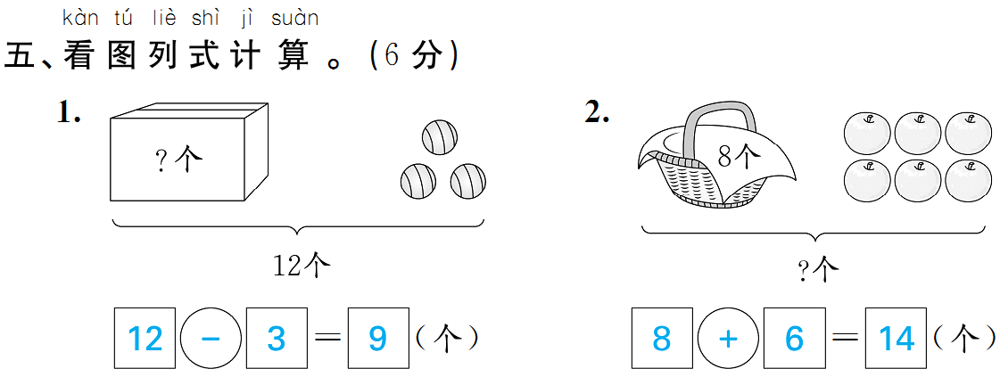 kàn tú liè shì jì suàn
五、看图列式计算。(6分)
1.
?个
12个
12 - 3 = 9 (个)
2.
8个
?个
8 + 6 = 14 (个)